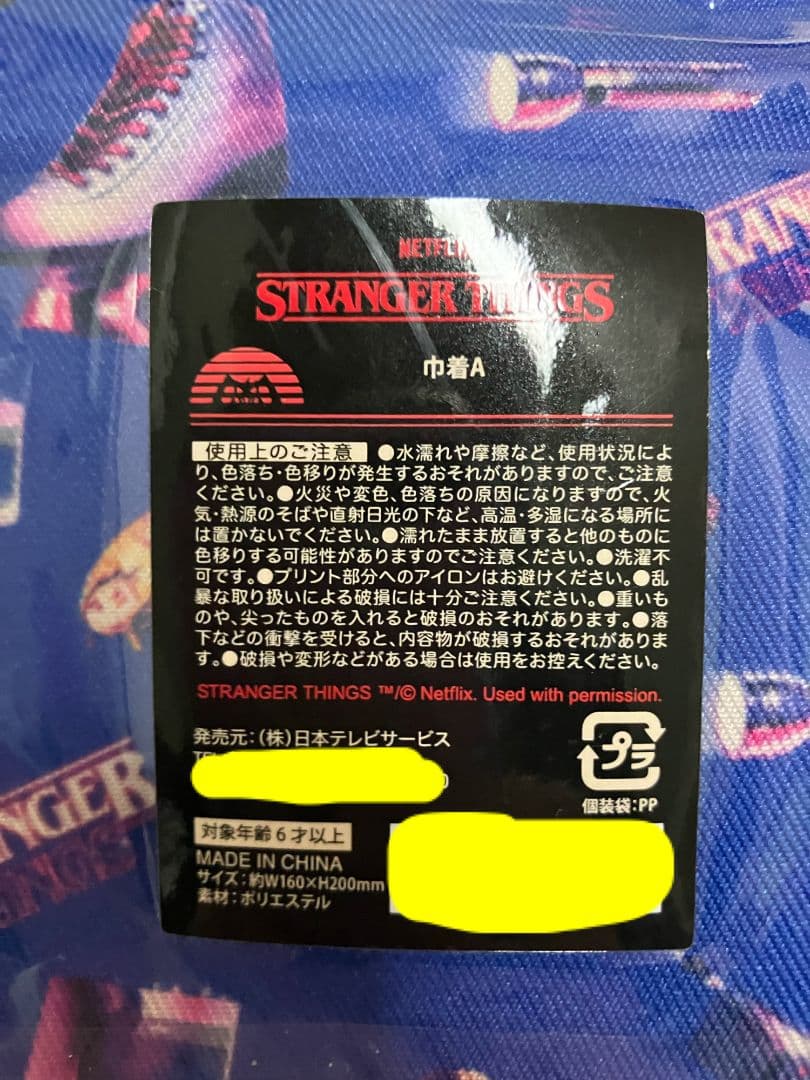 NETFLIX
STRANGER THINGS
巾着A
使用上のご注意 ●水濡れや摩擦など、使用状況によ
り、色落ち・色移りが発生するおそれがありますので、ご注意
ください。●火災や変色、色落ちの原因になりますので、火
気・熱源のそばや直射日光の下など、高温・多湿になる場所に
は置かないでください。●濡れたまま放置すると他のものに
色移りする可能性がありますのでご注意ください。●洗濯不
可です。●プリント部分へのアイロンはお避けください。●乱
暴な取り扱いによる破損には十分ご注意ください。●重いも
のや、尖ったものを入れると破損のおそれがあります。●落
下などの衝撃を受けると、内容物が破損するおそれがありま
す。●破損や変形などがある場合は使用をお控えください。
STRANGER THINGS ™/© Netflix. Used with permission.
発売元:(株)日本テレビサービス
プラ
個装袋:PP
対象年齢6才以上
MADE IN CHINA
サイズ:約W160×H200mm
素材:ポリエステル
RAN
NGER
INGS